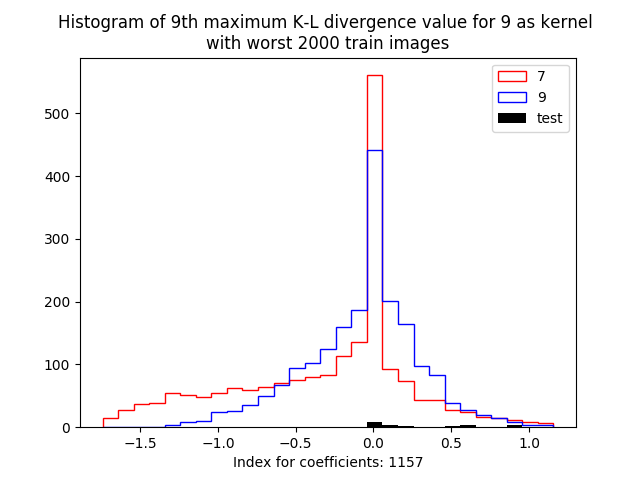 Histogram of 9th maximum K-L divergence value for 9 as kernel
with worst 2000 train images
7
9
test
500
400
300
200
100
0
−1.5 −1.0 −0.5 0.0 0.5 1.0
Index for coefficients: 1157